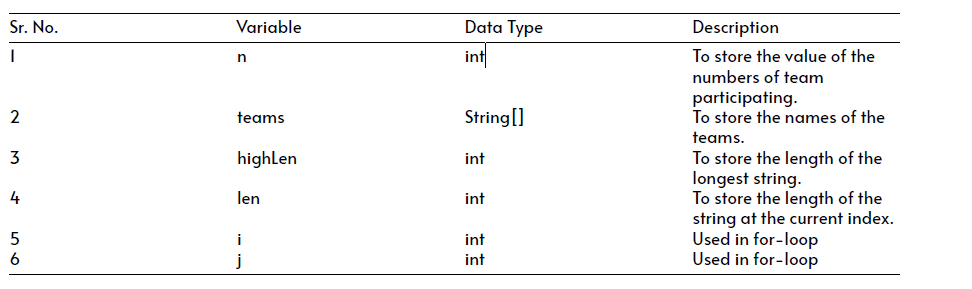 Sr. No. Variable Data Type Description
1 n int To store the value of the
numbers of team
participating.
2 teams String[] To store the names of the
teams.
3 highLen int To store the length of the
longest string.
4 len int To store the length of the
string at the current index.
5 i int Used in for-loop
6 j int Used in for-loop